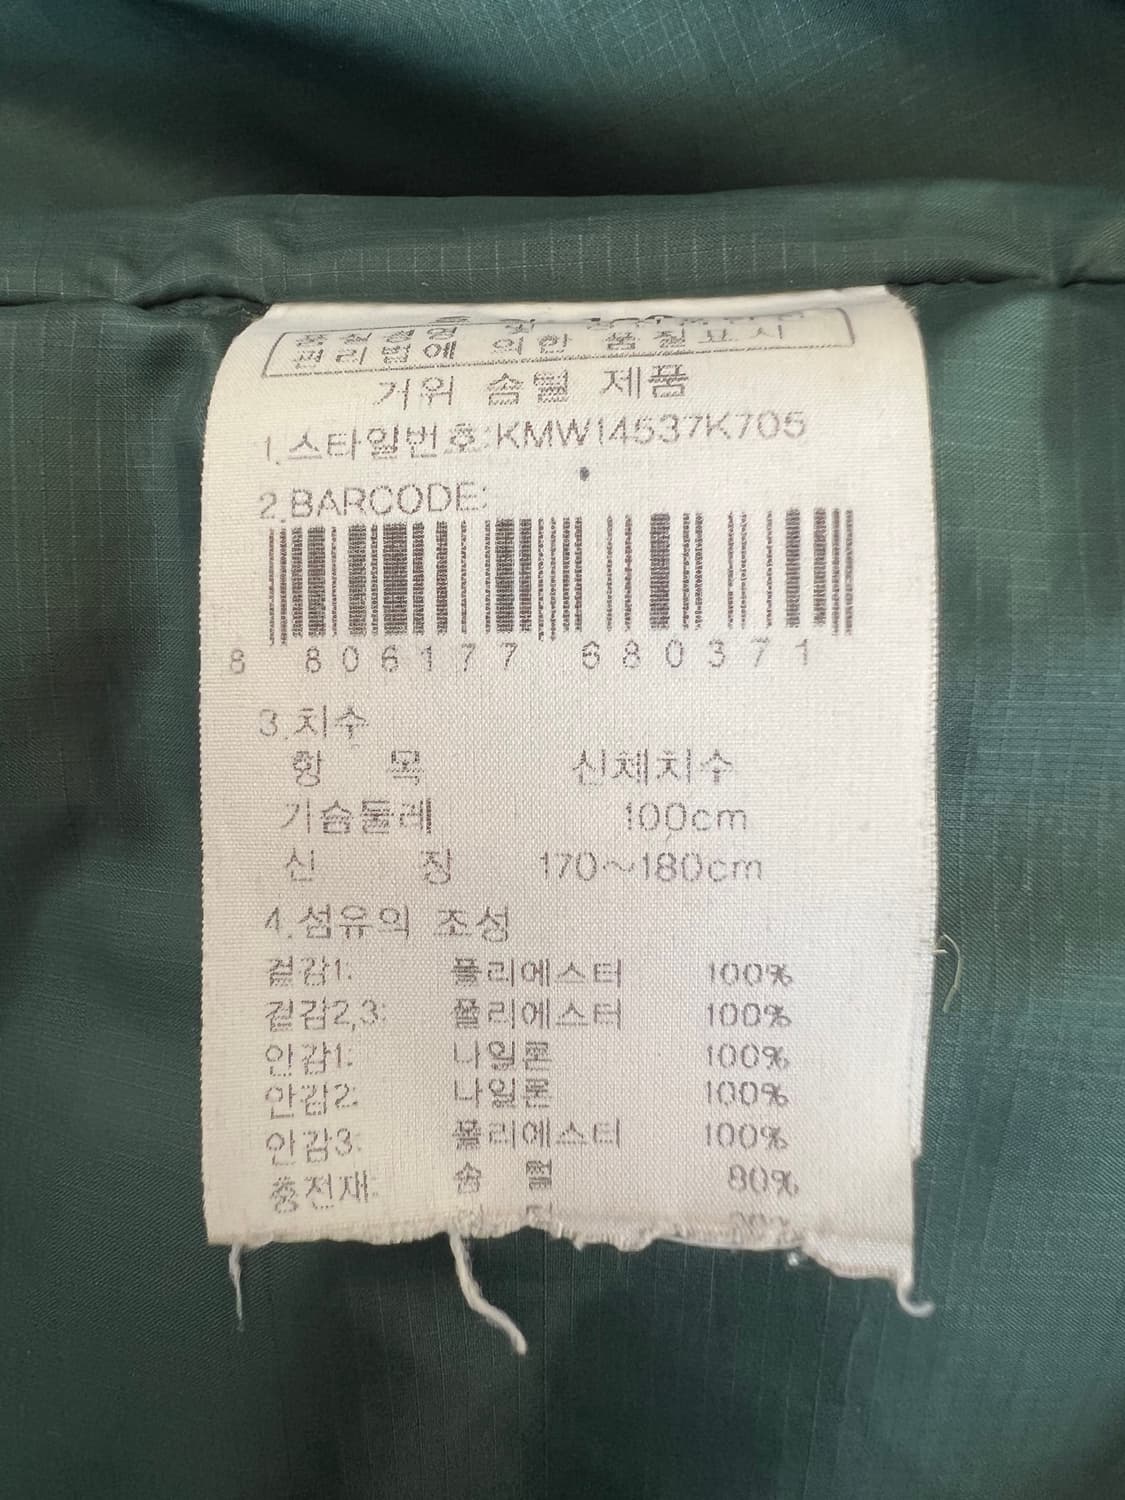 품질경영 및
관리법에 의한 품질표시
거위 솜털 제품
1.스타일번호:KMW14537K705
2.BARCODE:
8 806177 680371
3.치수
항 목 신체치수
가슴둘레 100cm
신 장 170~180cm
4.섬유의 조성
겉감1: 폴리에스터 100%
겉감2,3: 폴리에스터 100%
안감1: 나일론 100%
안감2: 나일론 100%
안감3: 폴리에스터 100%
충전재: 솜 털 80%